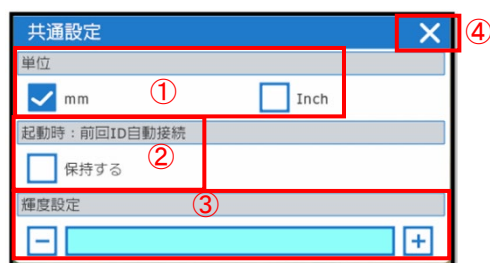 共通設定
④
単位
mm
①
Inch
起動時：前回ID自動接続
保持する
②
輝度設定
③